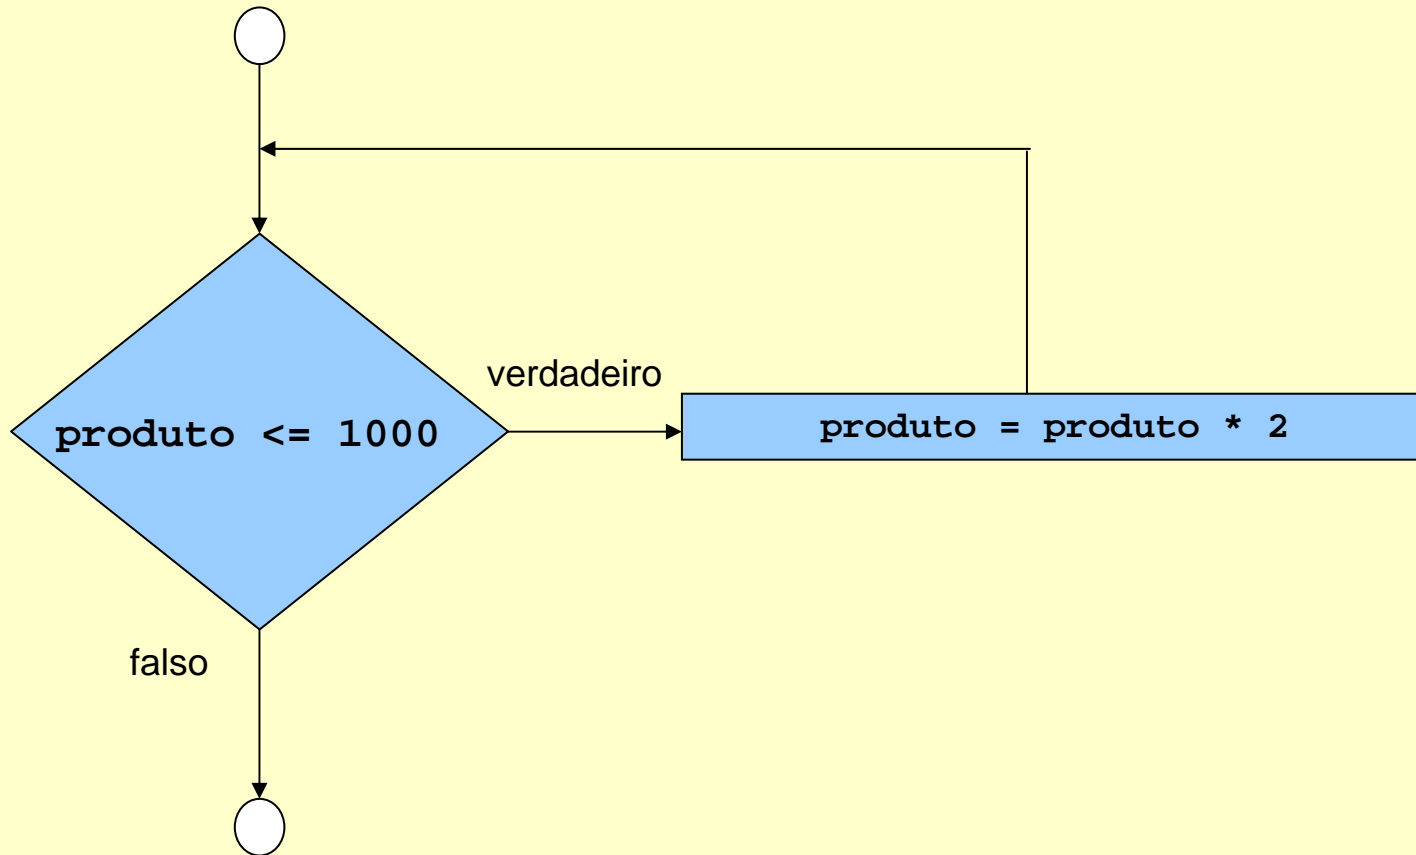 verdadeiro
produto <= 1000
produto = produto * 2
falso